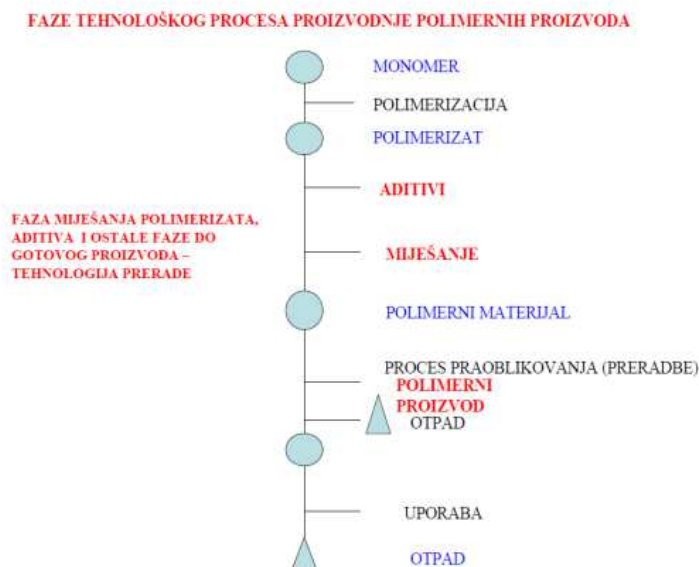 FAZE TEHNOLOŠKOG PROCESA PROIZVODNJE POLIMERNIH PROIZVODA
MONOMER
POLIMERIZACIJA
POLIMERIZAT
ADITIVI
FAZA MIJEŠANJA POLIMERIZATA,
ADITIVA I OSTALE FAZE DO
GOTOVOG PROIZVODA –
TEHNOLOGIJA PRERADE
MIJEŠANJE
POLIMERNI MATERIJAL
PROCES PRAOBLIKOVANJA (PRERADBE)
POLIMERNI
PROIZVOD
OTPAD
UPORABA
OTPAD